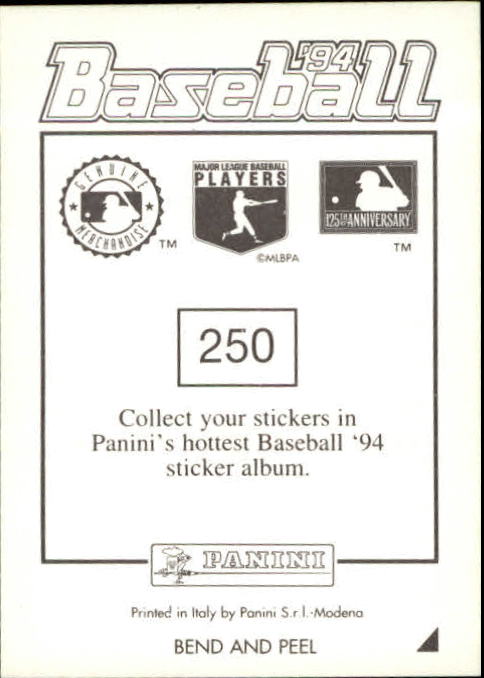 '94
Baseball
GENUINE
MERCHANDISE
TM
MAJOR LEAGUE BASEBALL
PLAYERS
©MLBPA
125TH ANNIVERSARY
TM
250
Collect your stickers in
Panini's hottest Baseball ‘94
sticker album.
PANINI
Printed in Italy by Panini S.r.l.-Modena
BEND AND PEEL